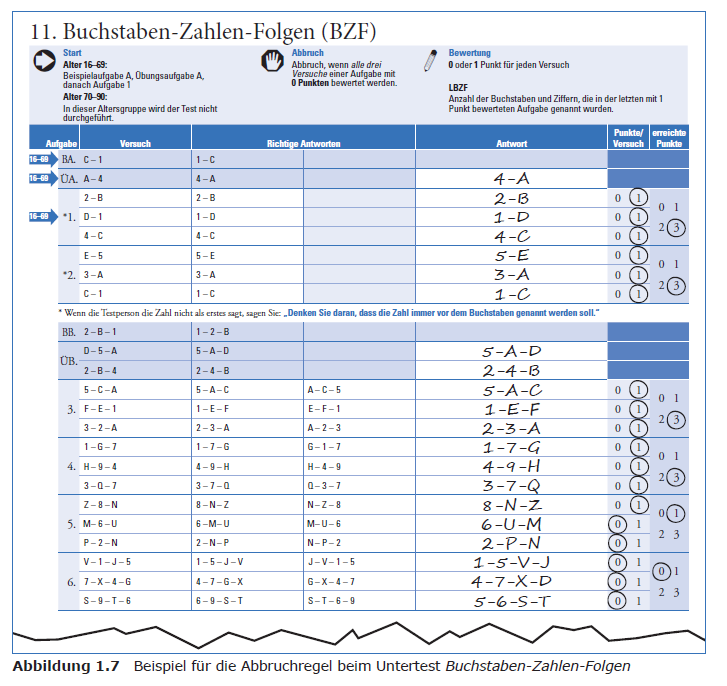 11. Buchstaben-Zahlen-Folgen (BZF)
Start
Alter 16–69:
Beispielaufgabe A, Übungsaufgabe A,
danach Aufgabe 1
Alter 70–90:
In dieser Altersgruppe wird der Test nicht
durchgeführt.
Abbruch
Abbruch, wenn alle drei
Versuche einer Aufgabe mit
0 Punkten bewertet werden.
Bewertung
0 oder 1 Punkt für jeden Versuch
LBZF
Anzahl der Buchstaben und Ziffern, die in der letzten mit 1
Punkt bewerteten Aufgabe genannt wurden.
Aufgabe Versuch Richtige Antworten Antwort Punkte/ Versuch erreichte Punkte
16–69 BA. C – 1 1 – C
16–69 ÜA. A – 4 4 – A 4-A
2 – B 2 – B 2-B 0 1
16–69 *1. D – 1 1 – D 1-D 0 1 0 1
4 – C 4 – C 4-C 0 1 2 3
E – 5 5 – E 5-E 0 1
*2. 3 – A 3 – A 3-A 0 1 0 1
C – 1 1 – C 1-C 0 1 2 3
* Wenn die Testperson die Zahl nicht als erstes sagt, sagen Sie: „Denken Sie daran, dass die Zahl immer vor dem Buchstaben genannt werden soll.“
BB. 2 – B – 1 1 – 2 – B
ÜB. D – 5 – A 5 – A – D 5-A-D
2 – B – 4 2 – 4 – B 2-4-B
5 – C – A 5 – A – C A – C – 5 5-A-C 0 1
3. F – E – 1 1 – E – F E – F – 1 1-E-F 0 1 0 1
3 – 2 – A 2 – 3 – A A – 2 – 3 2-3-A 0 1 2 3
1 – G – 7 1 – 7 – G G – 1 – 7 1-7-G 0 1
4. H – 9 – 4 4 – 9 – H H – 4 – 9 4-9-H 0 1 0 1
3 – Q – 7 3 – 7 – Q Q – 3 – 7 3-7-Q 0 1 2 3
Z – 8 – N 8 – N – Z N – Z – 8 8-N-Z 0 1
5. M – 6 – U 6 – M – U M – U – 6 6-U-M 0 1 0 1
P – 2 – N 2 – N – P N – P – 2 2-P-N 0 1 2 3
V – 1 – J – 5 1 – 5 – J – V J – V – 1 – 5 1-5-V-J 0 1
6. 7 – X – 4 – G 4 – 7 – G – X G – X – 4 – 7 4-7-X-D 0 1 0 1
S – 9 – T – 6 6 – 9 – S – T S – T – 6 – 9 5-6-S-T 0 1 2 3
Abbildung 1.7 Beispiel für die Abbruchregel beim Untertest Buchstaben-Zahlen-Folgen